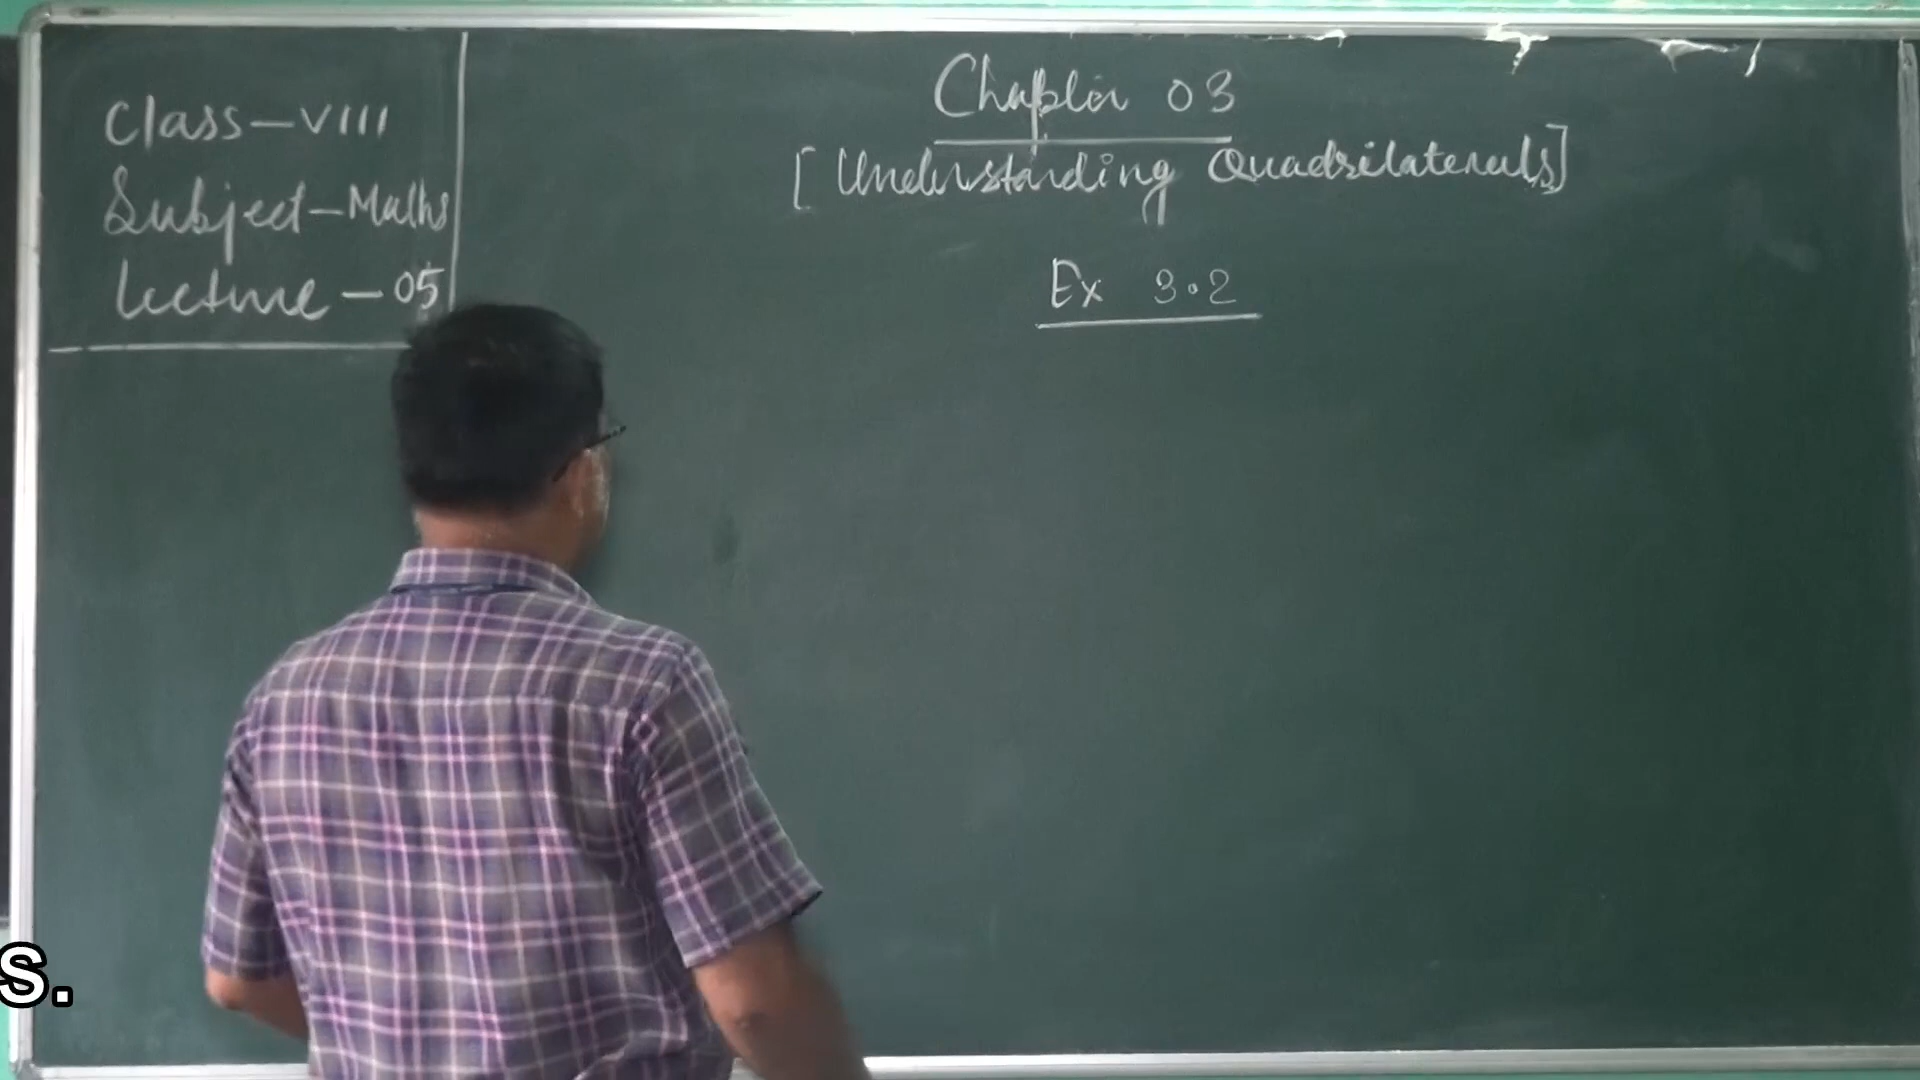 Class-VIII
Subject-Maths
Lecture-05
Chapter 03
[Understanding Quadrilaterals]
Ex 3.2
s.